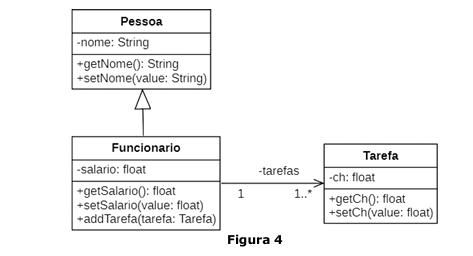 Pessoa
-nome: String
+getNome(): String
+setNome(value: String)
Funcionario
-salario: float
+getSalario(): float
+setSalario(value: float)
+addTarefa(tarefa: Tarefa)
-tarefas
1
1..*
Tarefa
-ch: float
+getCh(): float
+setCh(value: float)
Figura 4